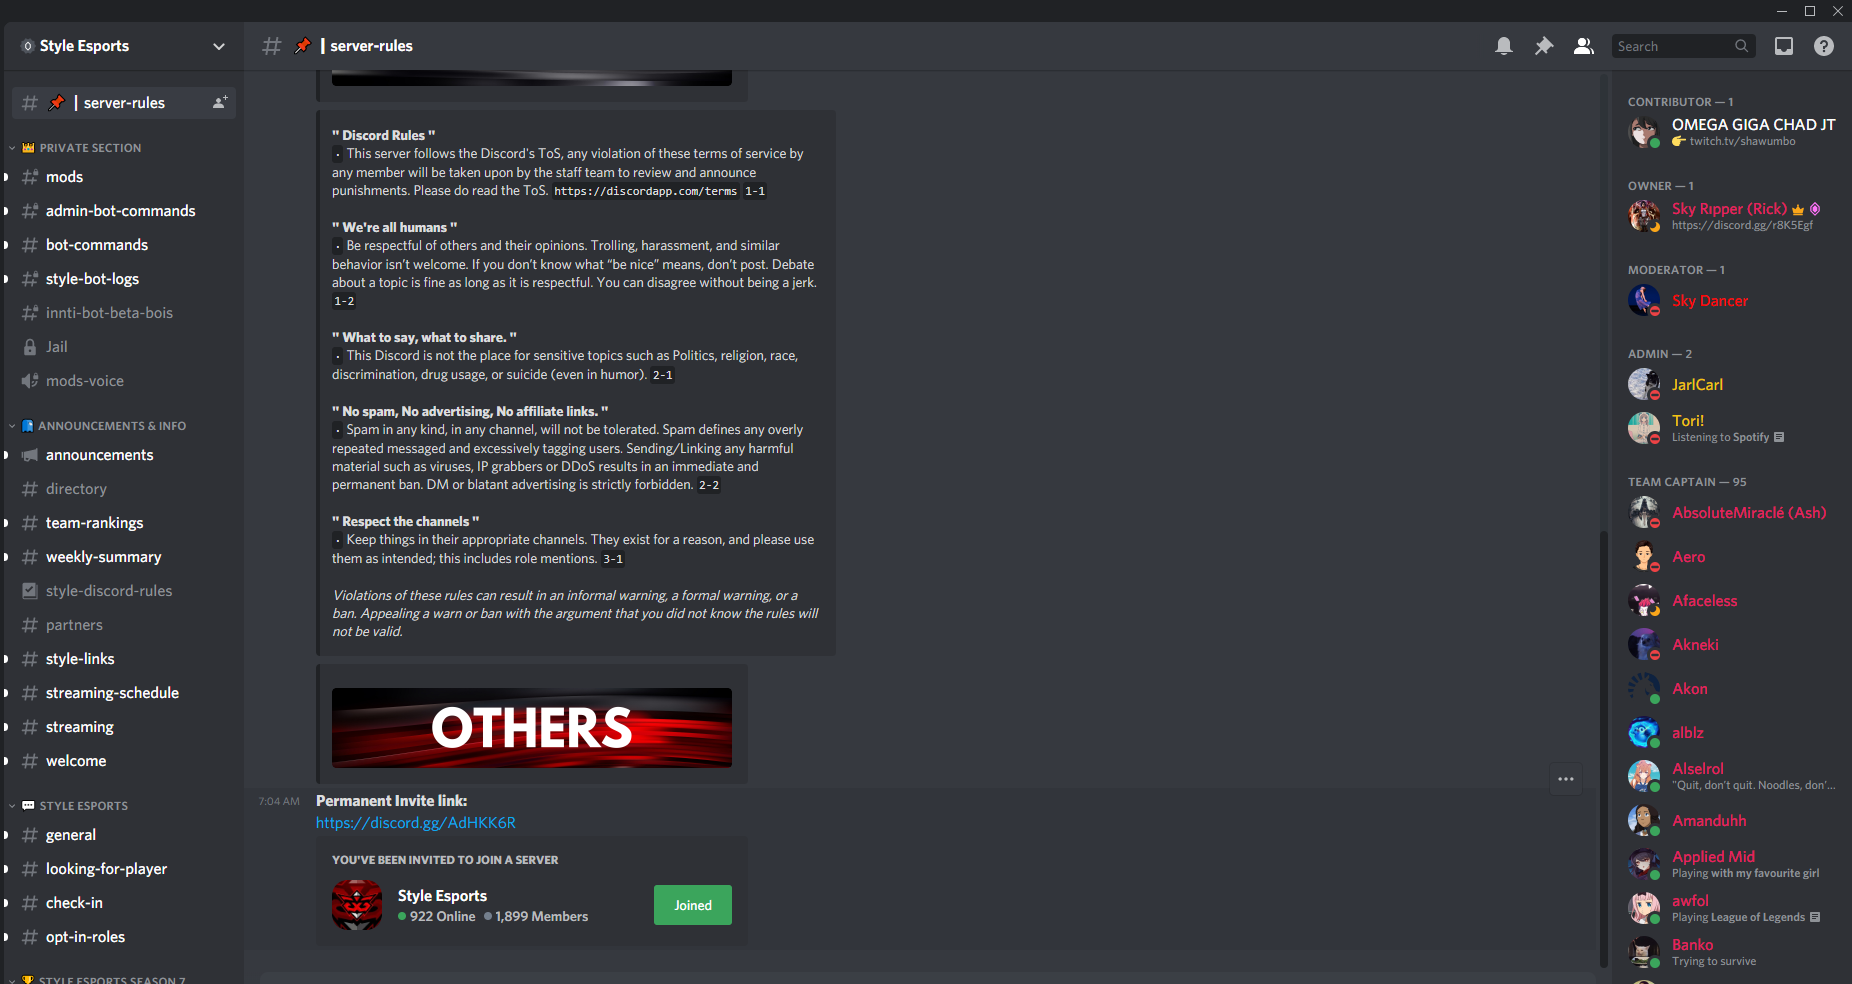 Style Esports
| server-rules
Search
| server-rules
PRIVATE SECTION
mods
admin-bot-commands
bot-commands
style-bot-logs
innti-bot-beta-bois
Jail
mods-voice
ANNOUNCEMENTS & INFO
announcements
directory
team-rankings
weekly-summary
style-discord-rules
partners
style-links
streaming-schedule
streaming
welcome
STYLE ESPORTS
general
looking-for-player
check-in
opt-in-roles
STYLE ESPORTS SEASON 7
" Discord Rules "
· This server follows the Discord's ToS, any violation of these terms of service by
any member will be taken upon by the staff team to review and announce
punishments. Please do read the ToS. https://discordapp.com/terms 1-1
" We're all humans "
· Be respectful of others and their opinions. Trolling, harassment, and similar
behavior isn't welcome. If you don't know what “be nice” means, don't post. Debate
about a topic is fine as long as it is respectful. You can disagree without being a jerk.
1-2
" What to say, what to share. "
· This Discord is not the place for sensitive topics such as Politics, religion, race,
discrimination, drug usage, or suicide (even in humor). 2-1
" No spam, No advertising, No affiliate links. "
· Spam in any kind, in any channel, will not be tolerated. Spam defines any overly
repeated messaged and excessively tagging users. Sending/Linking any harmful
material such as viruses, IP grabbers or DDoS results in an immediate and
permanent ban. DM or blatant advertising is strictly forbidden. 2-2
" Respect the channels "
· Keep things in their appropriate channels. They exist for a reason, and please use
them as intended; this includes role mentions. 3-1
Violations of these rules can result in an informal warning, a formal warning, or a
ban. Appealing a warn or ban with the argument that you did not know the rules will
not be valid.
OTHERS
7:04 AM
Permanent Invite link:
https://discord.gg/AdHKK6R
YOU'VE BEEN INVITED TO JOIN A SERVER
Style Esports
922 Online 1,899 Members
Joined
CONTRIBUTOR — 1
OMEGA GIGA CHAD JT
twitch.tv/shawumbo
OWNER — 1
Sky Rıpper (Rick)
https://discord.gg/r8K5Egf
MODERATOR — 1
Sky Dancer
ADMIN — 2
JarlCarl
Tori!
Listening to Spotify
TEAM CAPTAIN — 95
AbsoluteMiraclé (Ash)
Aero
Afaceless
Akneki
Akon
alblz
Alselrol
"Quit, don't quit. Noodles, don'...
Amanduhh
Applied Mid
Playing with my favourite girl
awfol
Playing League of Legends
Banko
Trying to survive